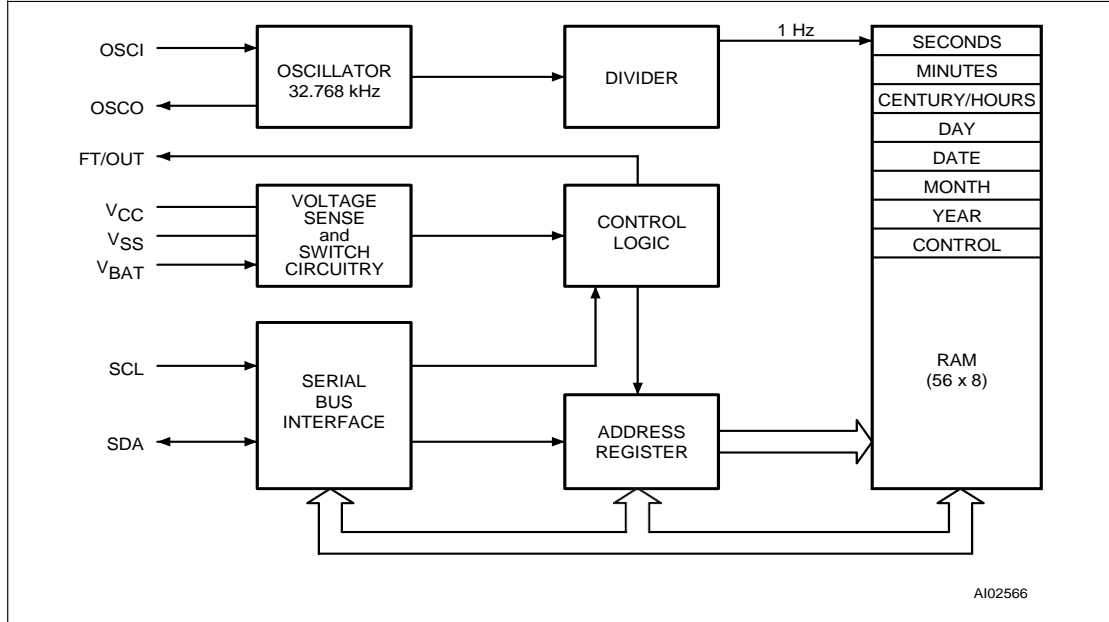 OSCI
OSCO
FT/OUT
VCC
VSS
VBAT
SCL
SDA
OSCILLATOR
32.768 kHz
DIVIDER
1 Hz
VOLTAGE
SENSE
and
SWITCH
CIRCUITRY
CONTROL
LOGIC
SERIAL
BUS
INTERFACE
ADDRESS
REGISTER
SECONDS
MINUTES
CENTURY/HOURS
DAY
DATE
MONTH
YEAR
CONTROL
RAM
(56 x 8)
AI02566